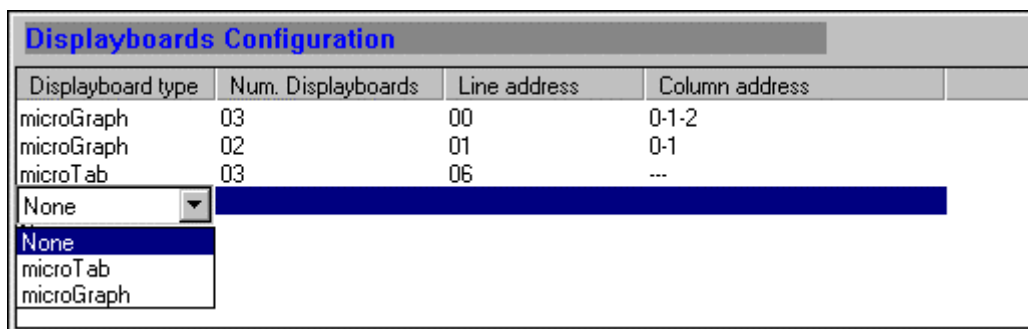 Displayboards Configuration
Displayboard type Num. Displayboards Line address Column address
microGraph 03 00 0-1-2
microGraph 02 01 0-1
microTab 03 06 ---
None
None
microTab
microGraph